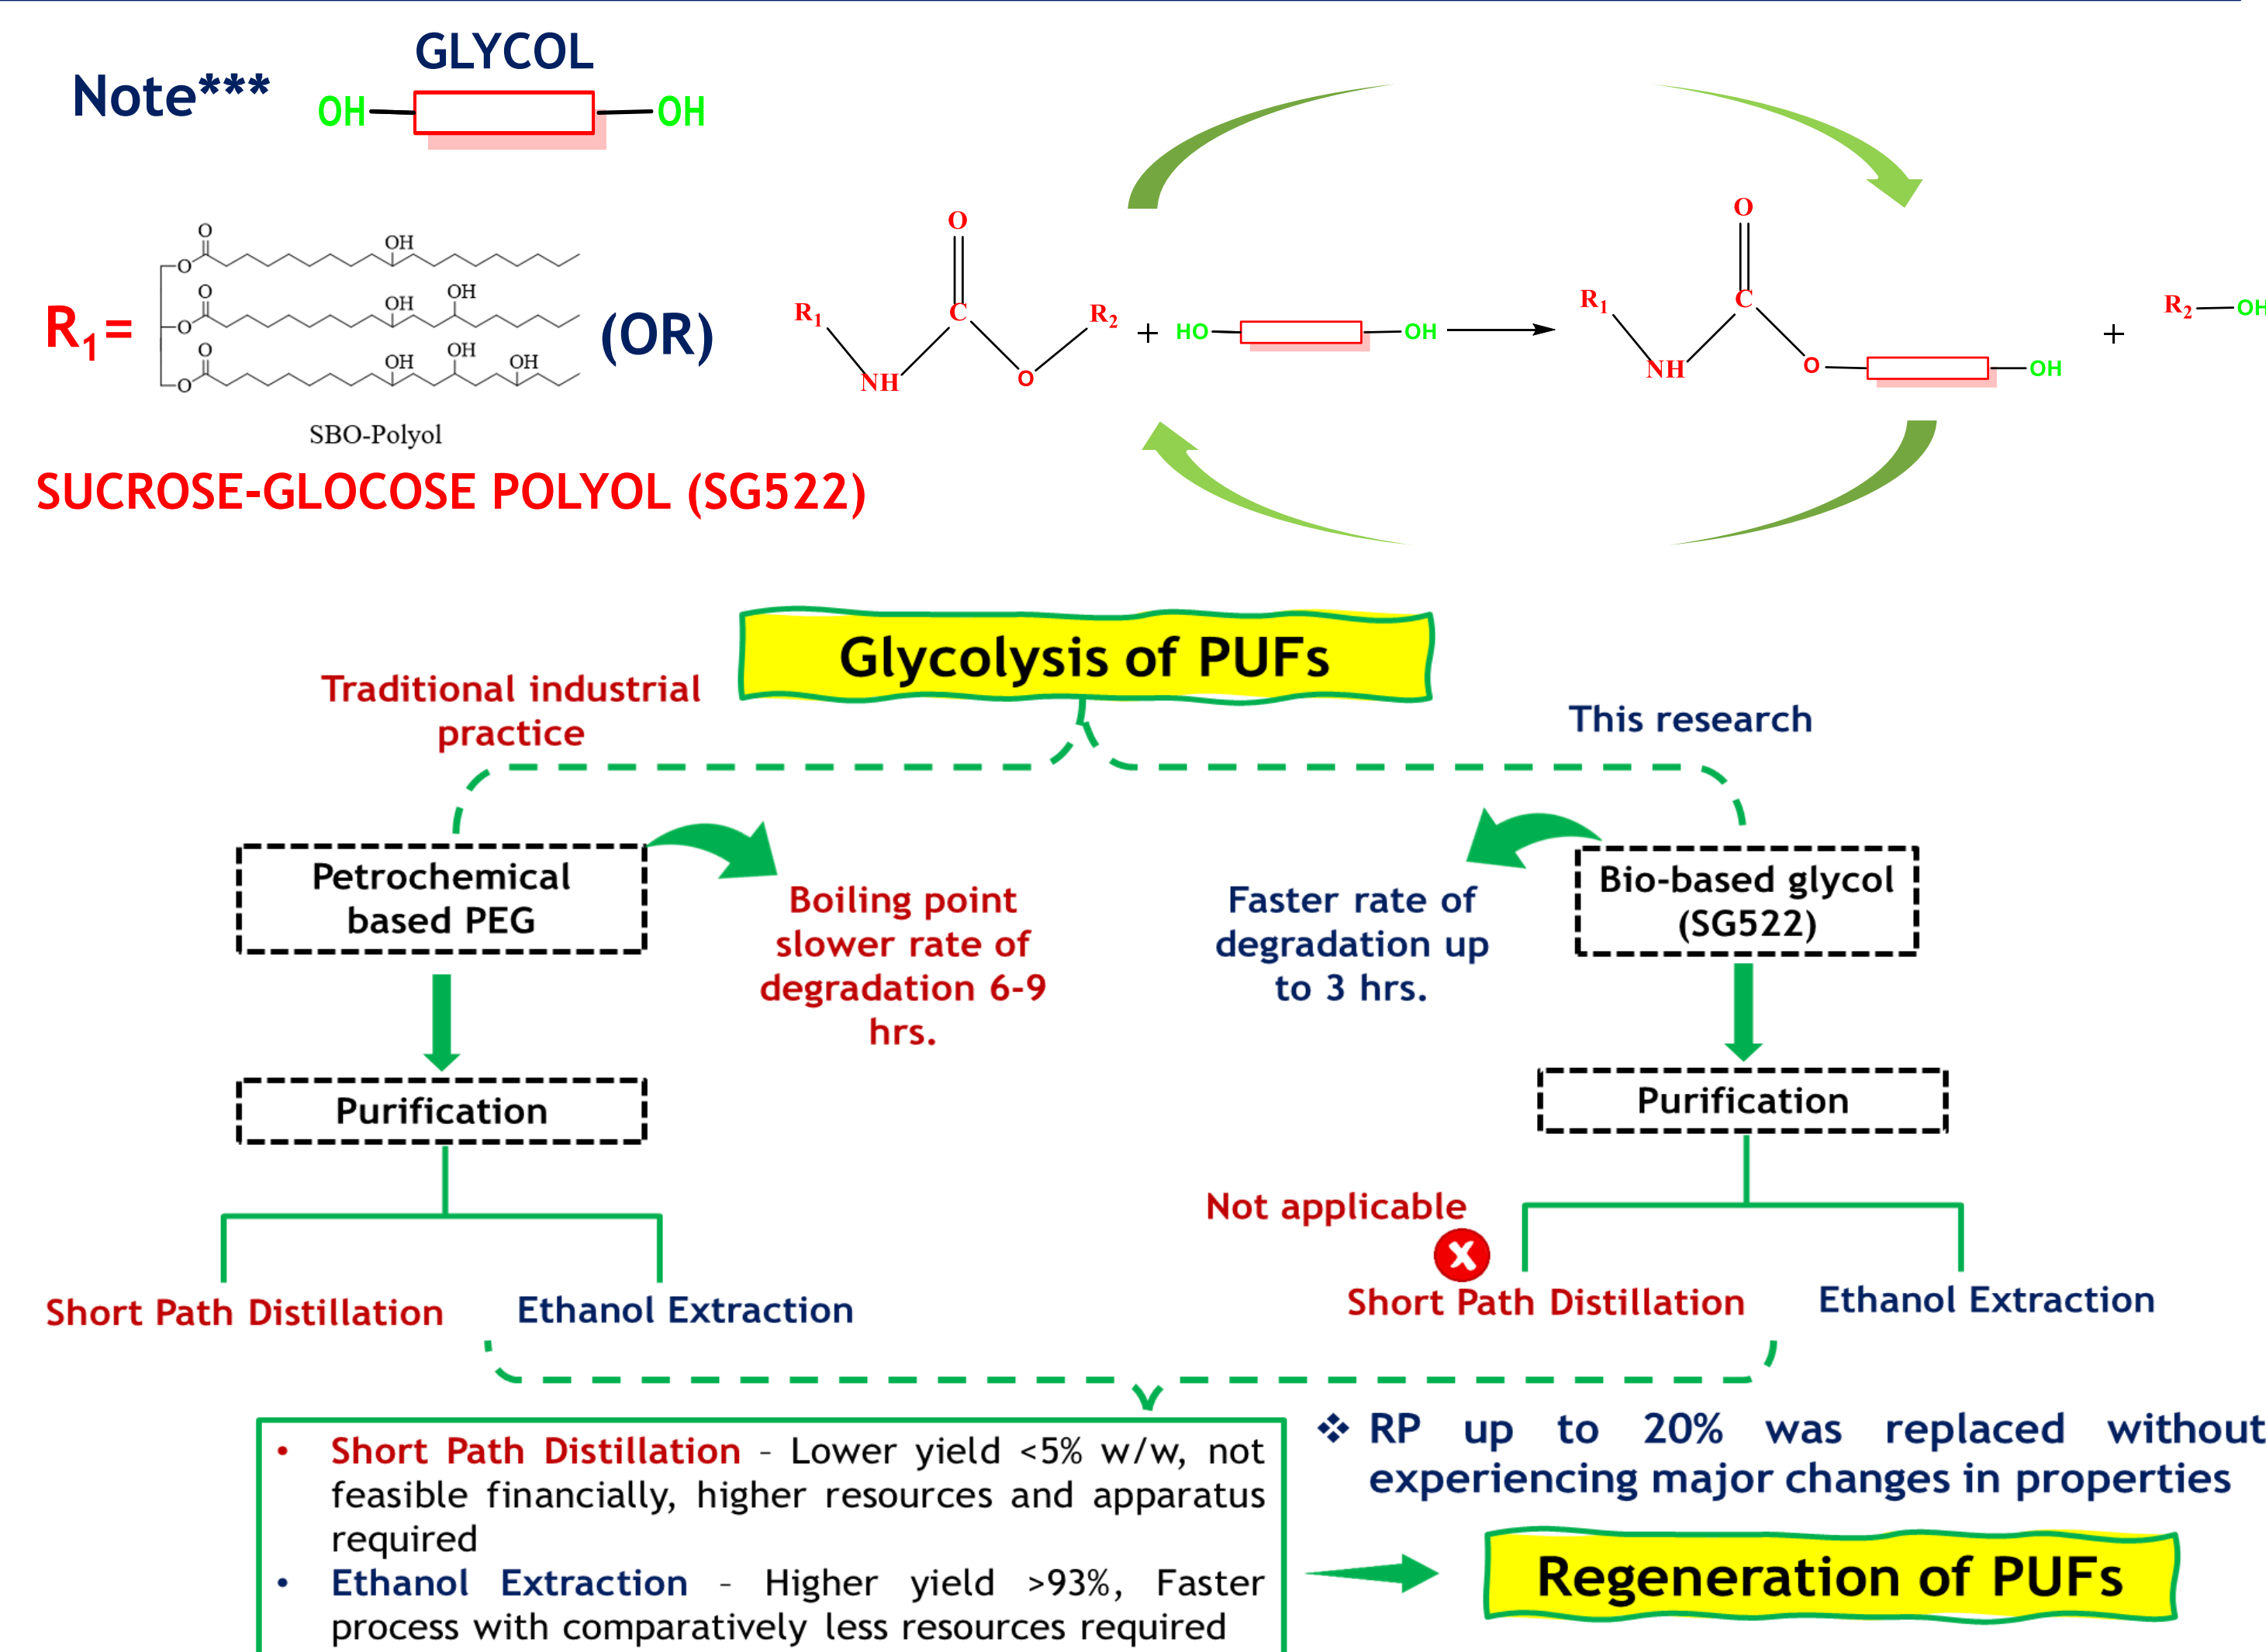 GLYCOL
Note***
OH
OH
R1=
O
O
OH
O
O
OH
OH
O
O
OH
OH
OH
SBO-Polyol
(OR)
SUCROSE-GLOCOSE POLYOL (SG522)
O
R1
C
R2
NH
O
+
HO
OH
O
R1
C
NH
O
OH
+
R2
OH
Glycolysis of PUFs
Traditional industrial
practice
This research
Petrochemical
based PEG
Boiling point
slower rate of
degradation 6-9
hrs.
Faster rate of
degradation up
to 3 hrs.
Bio-based glycol
(SG522)
Purification
Purification
Not applicable
X
Short Path Distillation
Ethanol Extraction
Short Path Distillation
Ethanol Extraction
• Short Path Distillation - Lower yield <5% w/w, not
feasible financially, higher resources and apparatus
required
• Ethanol Extraction - Higher yield >93%, Faster
process with comparatively less resources required
❖ RP up to 20% was replaced without
experiencing major changes in properties
Regeneration of PUFs